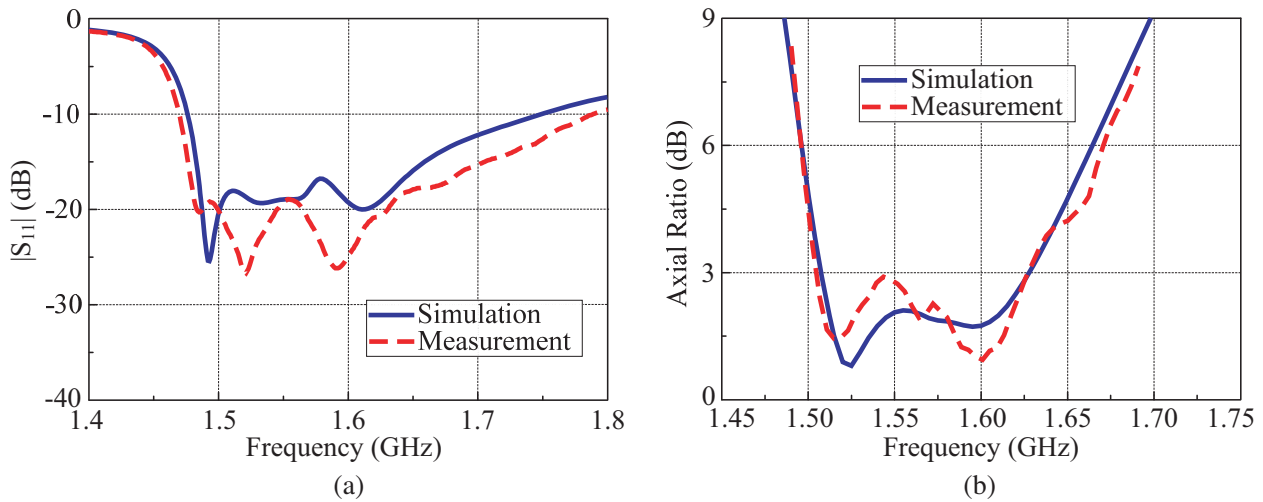 0
-10
-20
-30
-40
|S11| (dB)
Simulation
Measurement
1.4 1.5 1.6 1.7 1.8
Frequency (GHz)
(a)
9
6
3
0
Axial Ratio (dB)
Simulation
Measurement
1.45 1.50 1.55 1.60 1.65 1.70 1.75
Frequency (GHz)
(b)